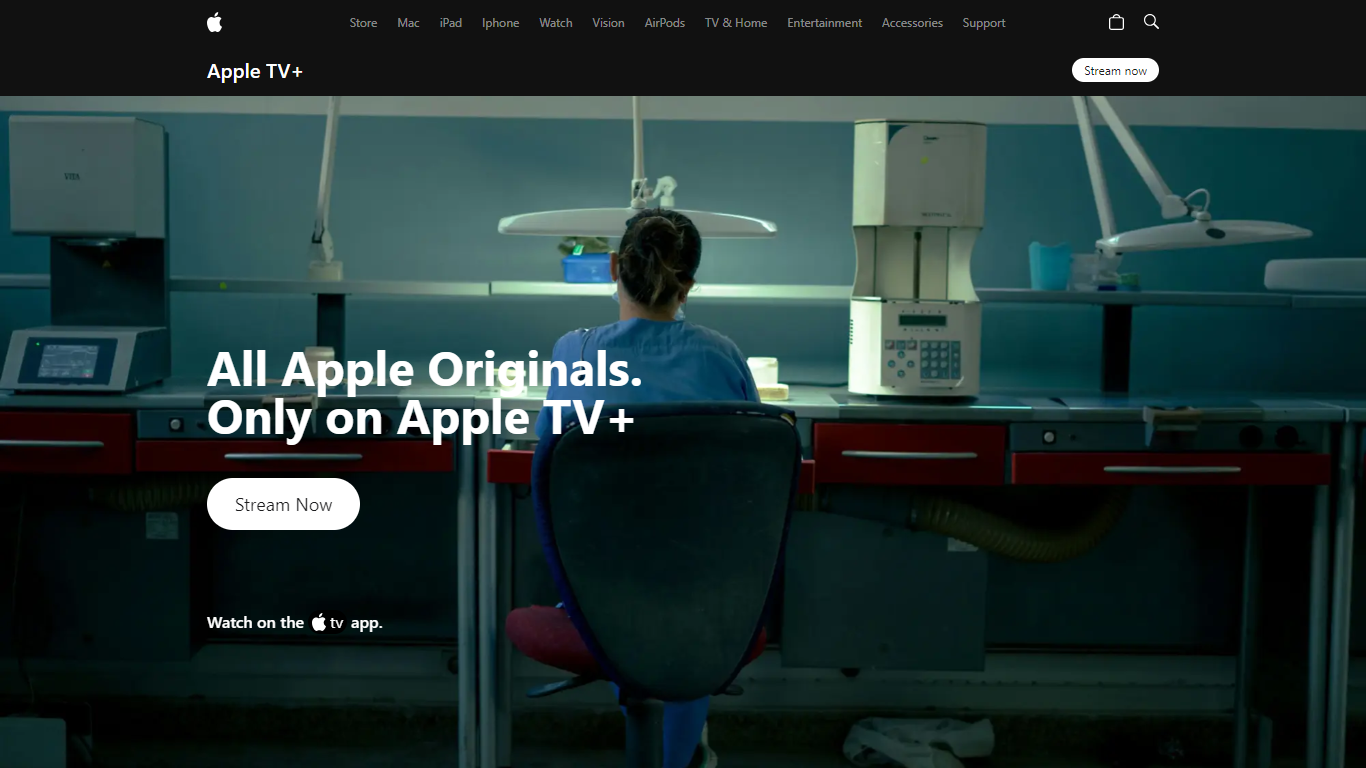 Store Mac iPad Iphone Watch Vision AirPods TV & Home Entertainment Accessories Support
Apple TV+
Stream now
VITA
All Apple Originals.
Only on Apple TV+
Stream Now
Watch on the tv app.